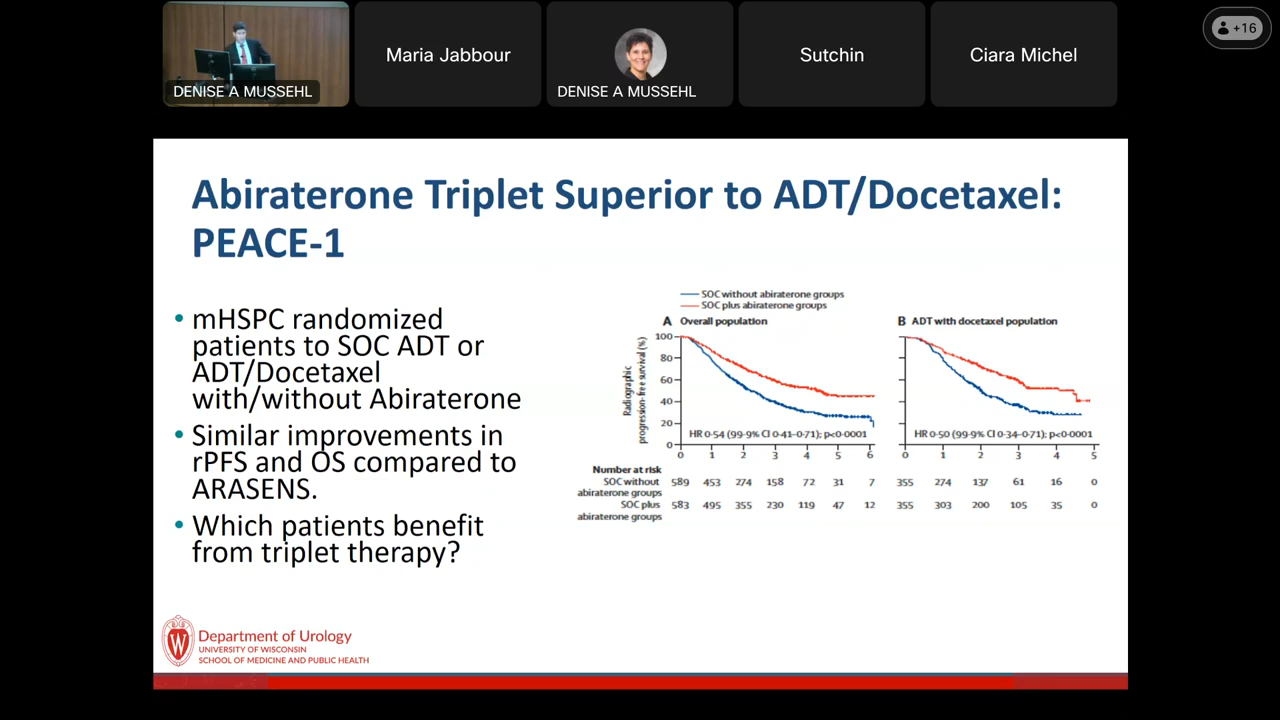 DENISE A MUSSEHL
Maria Jabbour
DENISE A MUSSEHL
Sutchin
Ciara Michel
+16
Abiraterone Triplet Superior to ADT/Docetaxel:
PEACE-1
• mHSPC randomized
patients to SOC ADT or
ADT/Docetaxel
with/without Abiraterone
• Similar improvements in
rPFS and OS compared to
ARASENS.
• Which patients benefit
from triplet therapy?
SOC without abiraterone groups
SOC plus abiraterone groups
A Overall population
B ADT with docetaxel population
Radiographic
progression-free survival (%)
100
80
60
40
20
0
HR 0·54 (99·9% CI 0·41–0·71); p<0·0001
HR 0·50 (99·9% CI 0·34–0·71); p<0·0001
0 1 2 3 4 5 6
0 1 2 3 4 5
Number at risk
SOC without 589 453 274 158 72 31 7 355 274 137 61 16 0
abiraterone groups
SOC plus 583 495 355 230 119 47 12 355 303 200 105 35 0
abiraterone groups
W
Department of Urology
UNIVERSITY OF WISCONSIN
SCHOOL OF MEDICINE AND PUBLIC HEALTH